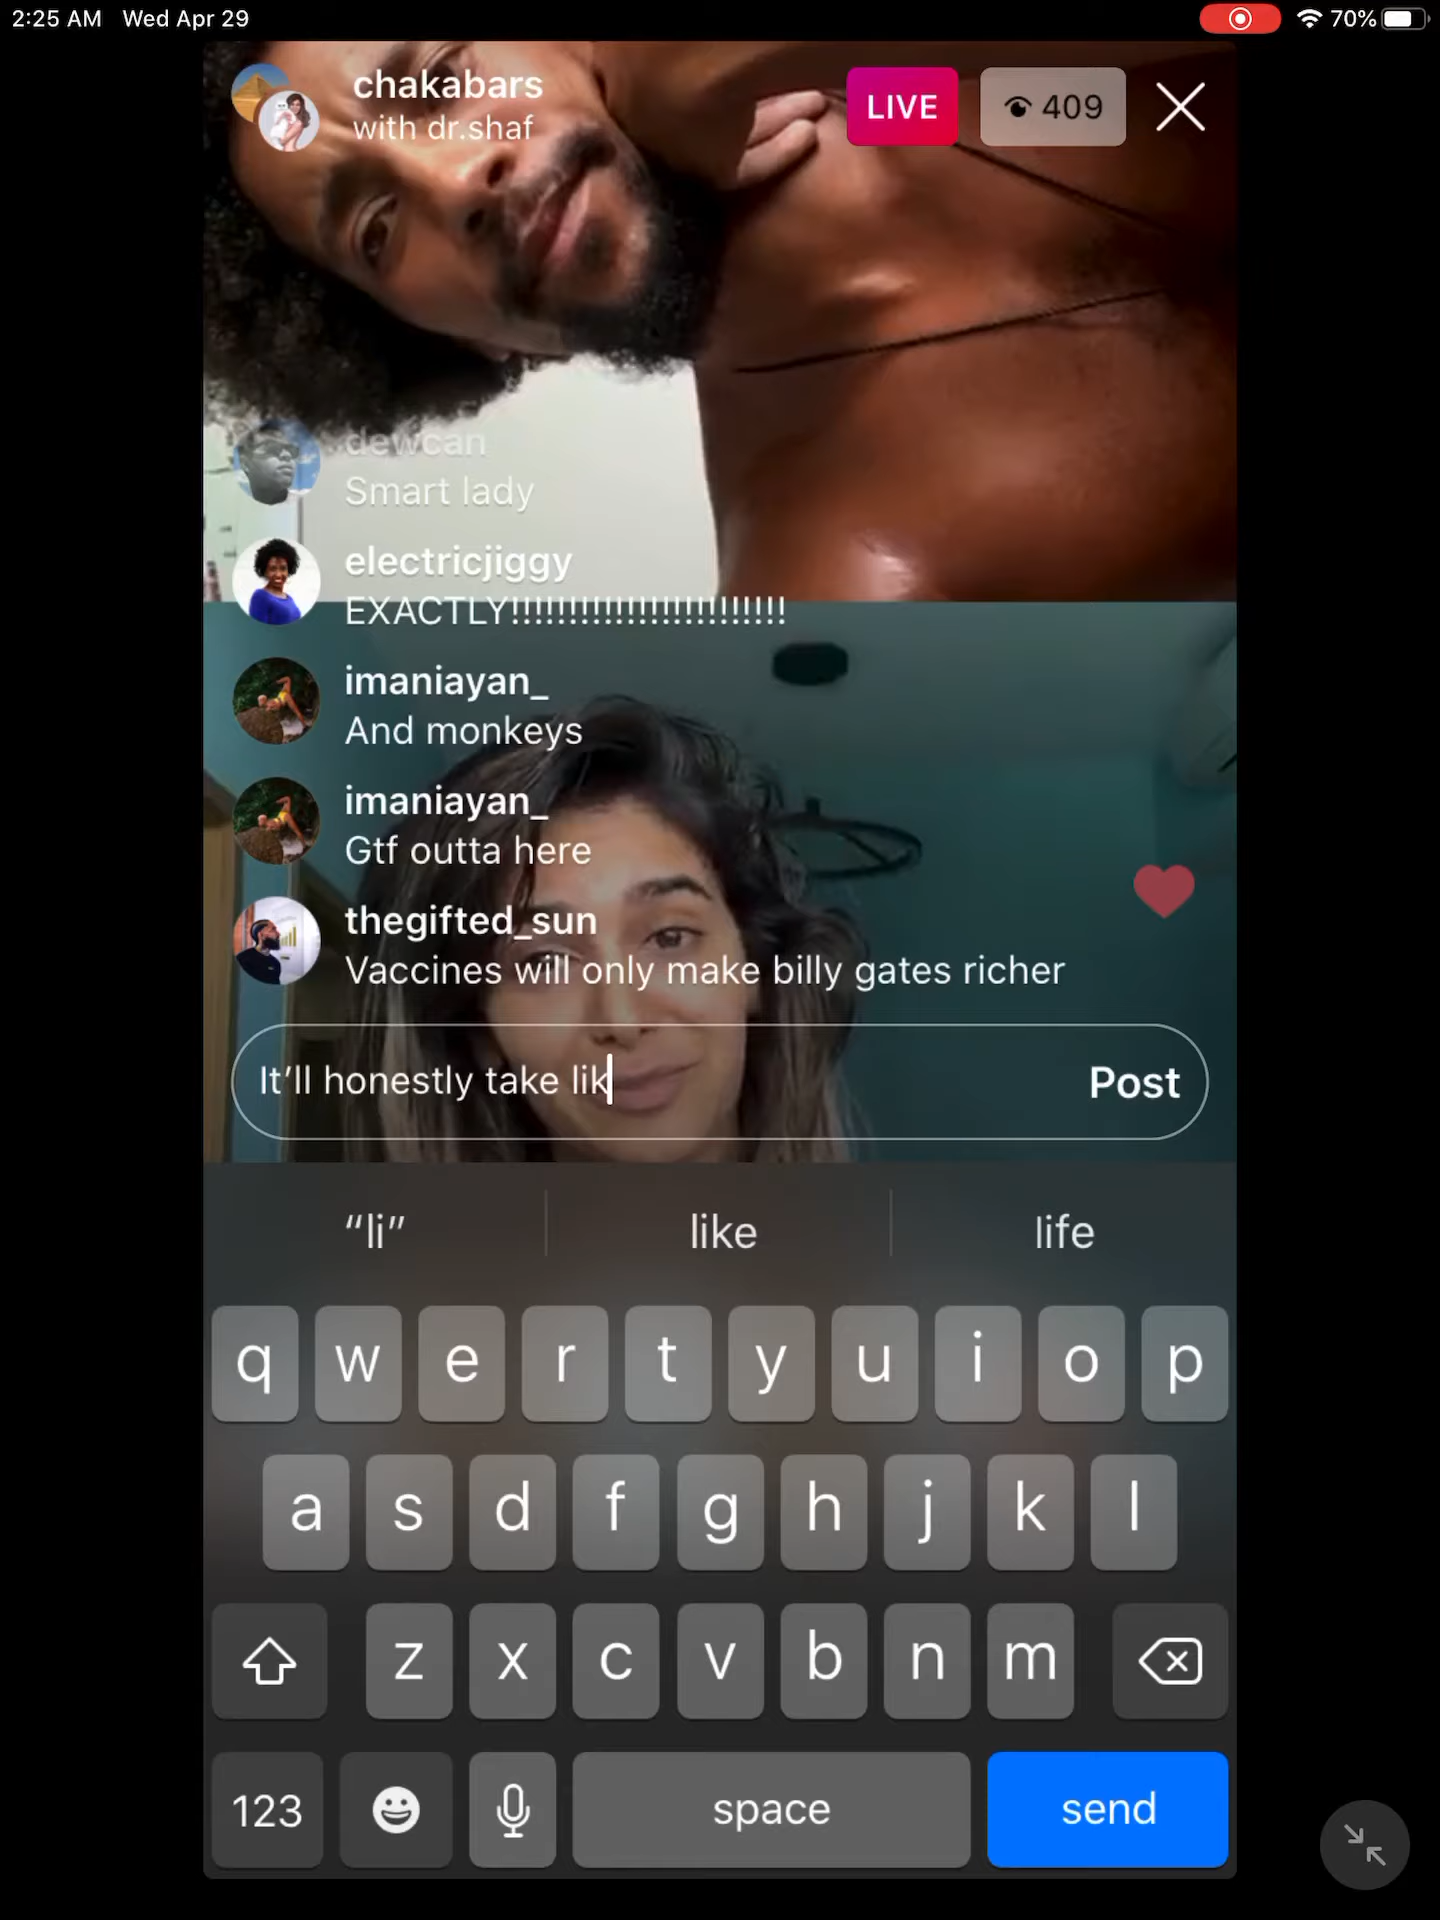 2:25 AM Wed Apr 29
70%
chakabars
with dr.shaf
LIVE
409
dewcan
Smart lady
electricjiggy
EXACTLY!!!!!!!!!!!!!!!!!!!!!!!!
imaniayan_
And monkeys
imaniayan_
Gtf outta here
thegifted_sun
Vaccines will only make billy gates richer
It’ll honestly take lik
Post
“li” like life
q w e r t y u i o p
a s d f g h j k l
z x c v b n m
123 space send